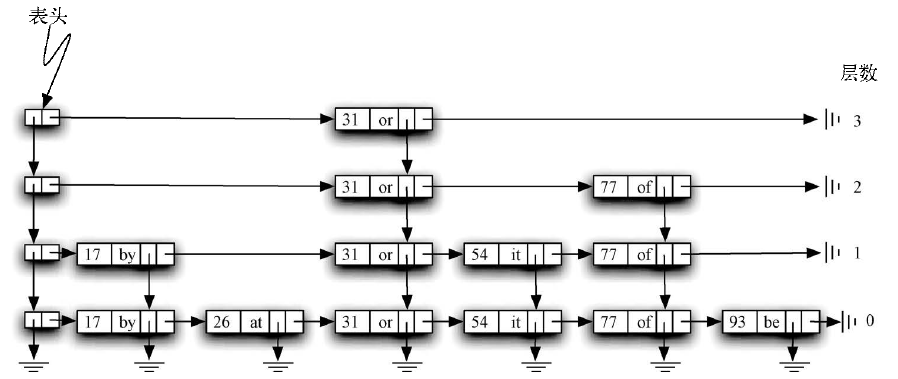 表头
层数
31 or 3
31 or 77 of 2
17 by 31 or 54 it 77 of 1
17 by 26 at 31 or 54 it 77 of 93 be 0